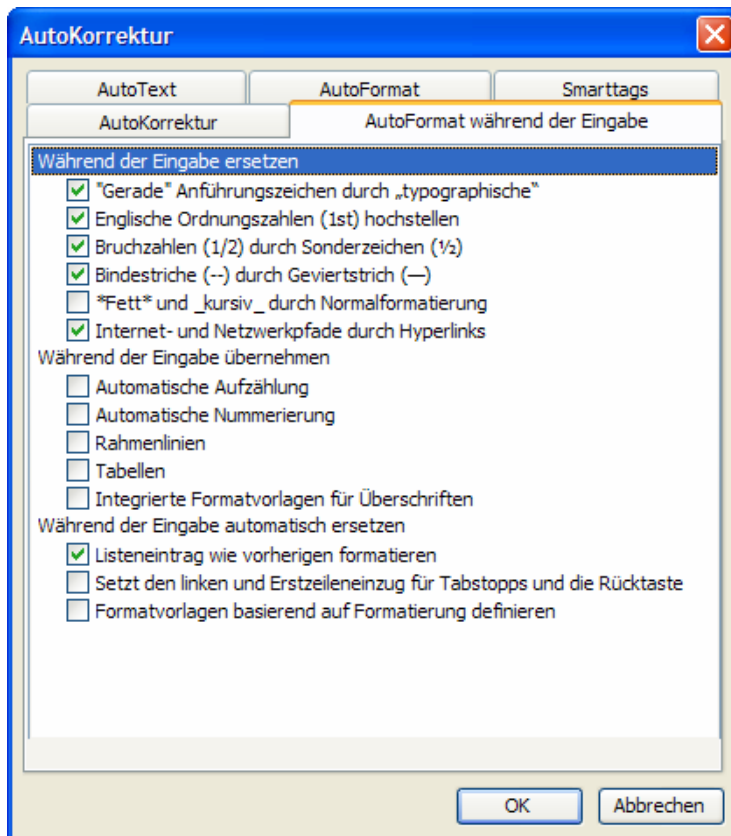 AutoKorrektur
AutoText AutoFormat Smarttags
AutoKorrektur AutoFormat während der Eingabe
Während der Eingabe ersetzen
"Gerade" Anführungszeichen durch „typographische“
Englische Ordnungszahlen (1st) hochstellen
Bruchzahlen (1/2) durch Sonderzeichen (½)
Bindestriche (--) durch Geviertstrich (—)
*Fett* und _kursiv_ durch Normalformatierung
Internet- und Netzwerkpfade durch Hyperlinks
Während der Eingabe übernehmen
Automatische Aufzählung
Automatische Nummerierung
Rahmenlinien
Tabellen
Integrierte Formatvorlagen für Überschriften
Während der Eingabe automatisch ersetzen
Listeneintrag wie vorherigen formatieren
Setzt den linken und Erstzeileneinzug für Tabstopps und die Rücktaste
Formatvorlagen basierend auf Formatierung definieren
OK Abbrechen